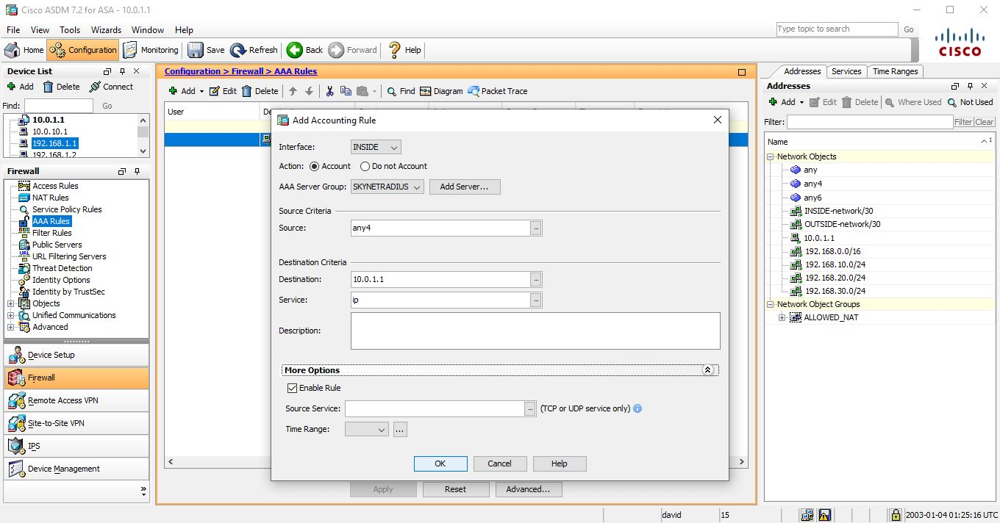 Cisco ASDM 7.2 for ASA - 10.0.1.1
File View Tools Wizards Window Help
Type topic to search Go
Home Configuration Monitoring Save Refresh Back Forward Help
CISCO
Device List
Add Delete Connect
Find: Go
10.0.1.1
10.0.10.1
192.168.1.1
192.168.1.2
Firewall
Access Rules
NAT Rules
Service Policy Rules
AAA Rules
Filter Rules
Public Servers
URL URL Filtering Servers
Threat Detection
Identity Options
Identity by TrustSec
Objects
Unified Communications
Advanced
Device Setup
Firewall
Remote Access VPN
Site-to-Site VPN
IPS
Device Management
Configuration > Firewall > AAA Rules
Add Edit Delete Find Diagram Packet Trace
User
Add Accounting Rule
Interface: INSIDE
Action: Account Do not Account
AAA Server Group: SKYNETRADIUS Add Server...
Source Criteria
Source: any4 ...
Destination Criteria
Destination: 10.0.1.1 ...
Service: ip ...
Description:
More Options
Enable Rule
Source Service: ... (TCP or UDP service only)
Time Range: ...
OK Cancel Help
Apply Reset Advanced...
Addresses Services Time Ranges
Addresses
Add Edit Delete Where Used Not Used
Filter: Filter Clear
Name 1
Network Objects
any
any4
any6
INSIDE-network/30
OUTSIDE-network/30
10.0.1.1
192.168.0.0/16
192.168.10.0/24
192.168.20.0/24
192.168.30.0/24
Network Object Groups
ALLOWED_NAT
david 15 2003-01-04 01:25:16 UTC